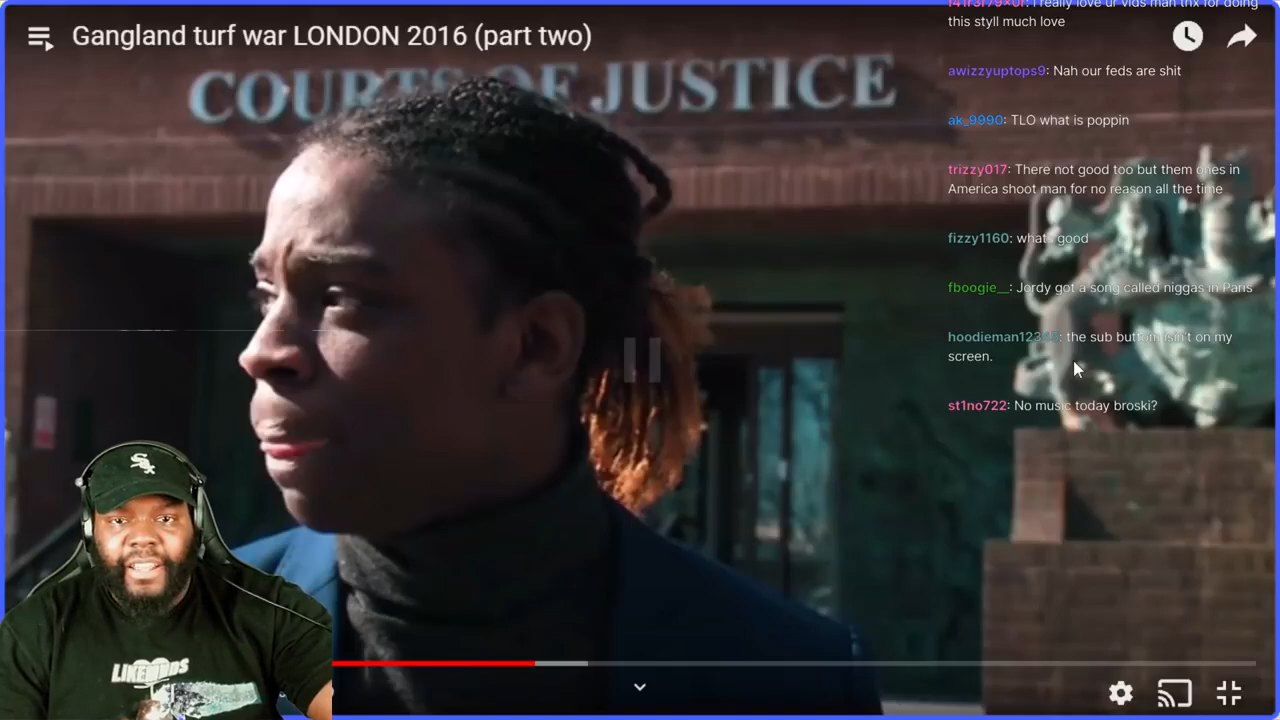 Gangland turf war LONDON 2016 (part two)
COURTS OF JUSTICE
I really love ur vids man thx for doing
this styll much love
awizzyuptops9: Nah our feds are shit
ak_9990: TLO what is poppin
trizzy017: There not good too but them ones in
America shoot man for no reason all the time
fizzy1160: whats good
fboogie__: Jordy got a song called niggas in Paris
the sub buttom isin't on my
screen.
st1no722: No music today broski?